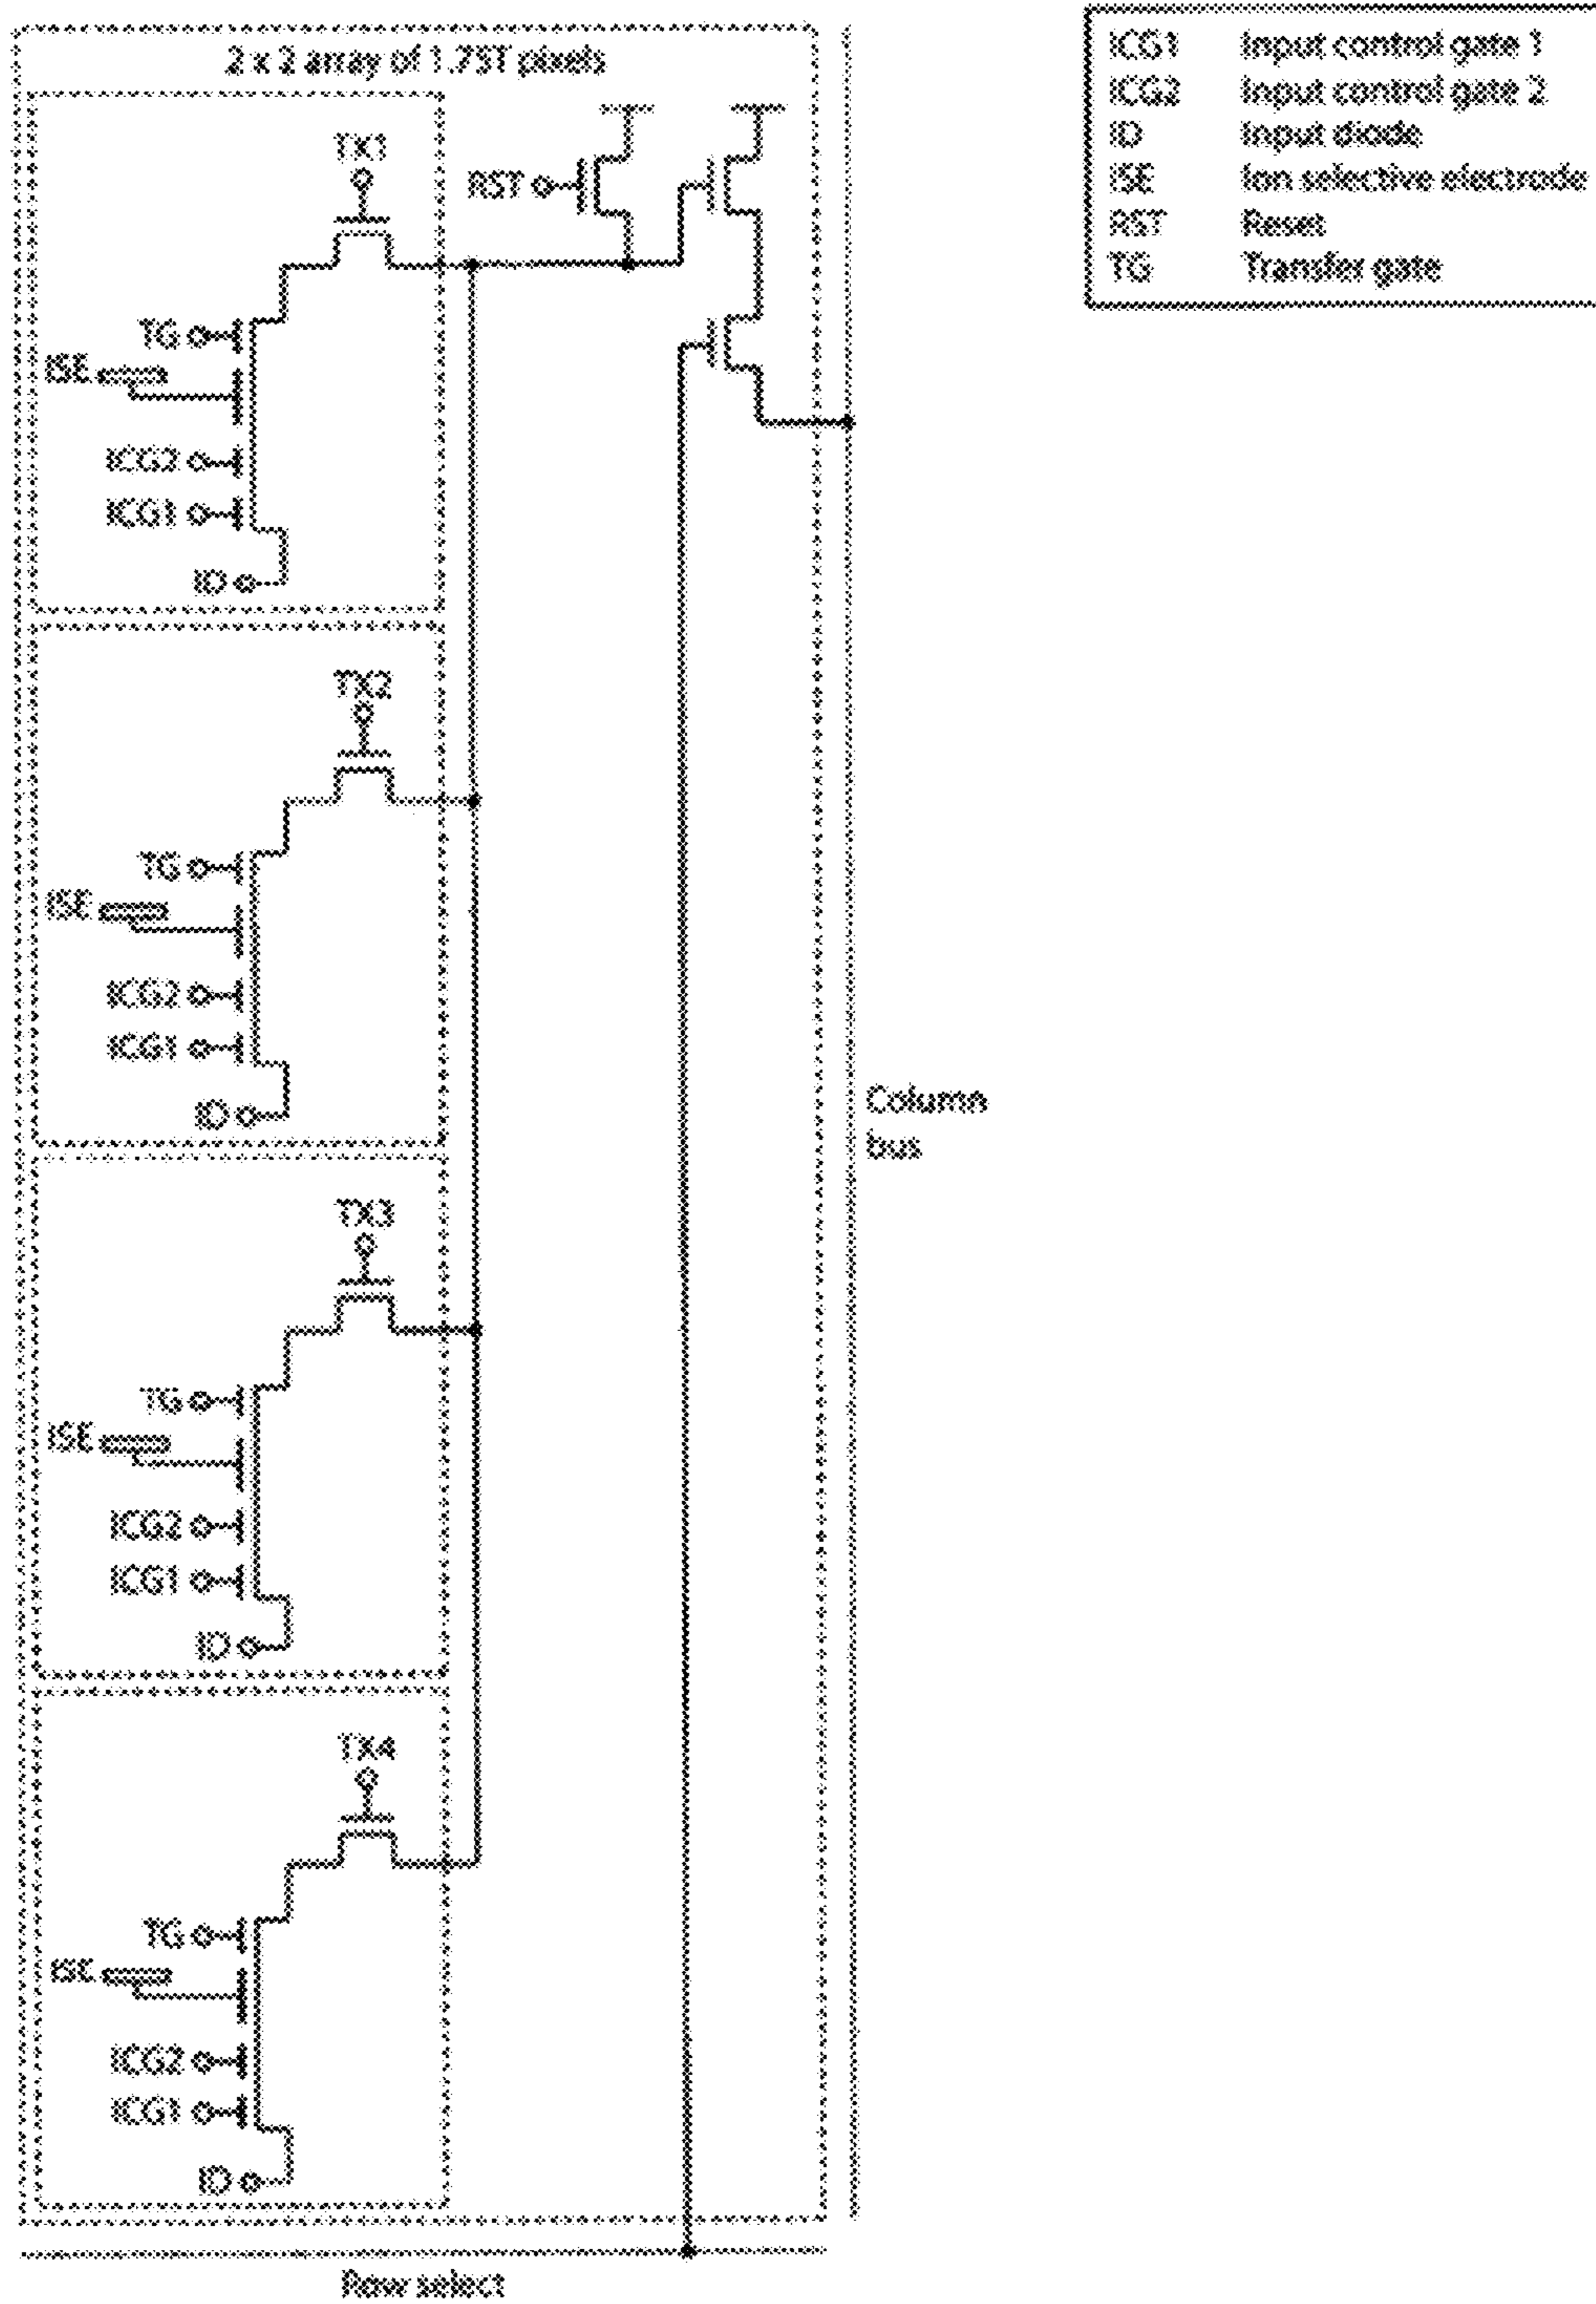 2 x 2 array of 1.75T pixels
TX1
RST
TG
ISE
ICG2
ICG1
ID
TX2
TG
ISE
ICG2
ICG1
ID
TX3
TG
ISE
ICG2
ICG1
ID
TX4
TG
ISE
ICG2
ICG1
ID
Row select
Column
bus
ICG1 Input control gate 1
ICG2 Input control gate 2
ID Input diode
ISE Ion selective electrode
RST Reset
TG Transfer gate